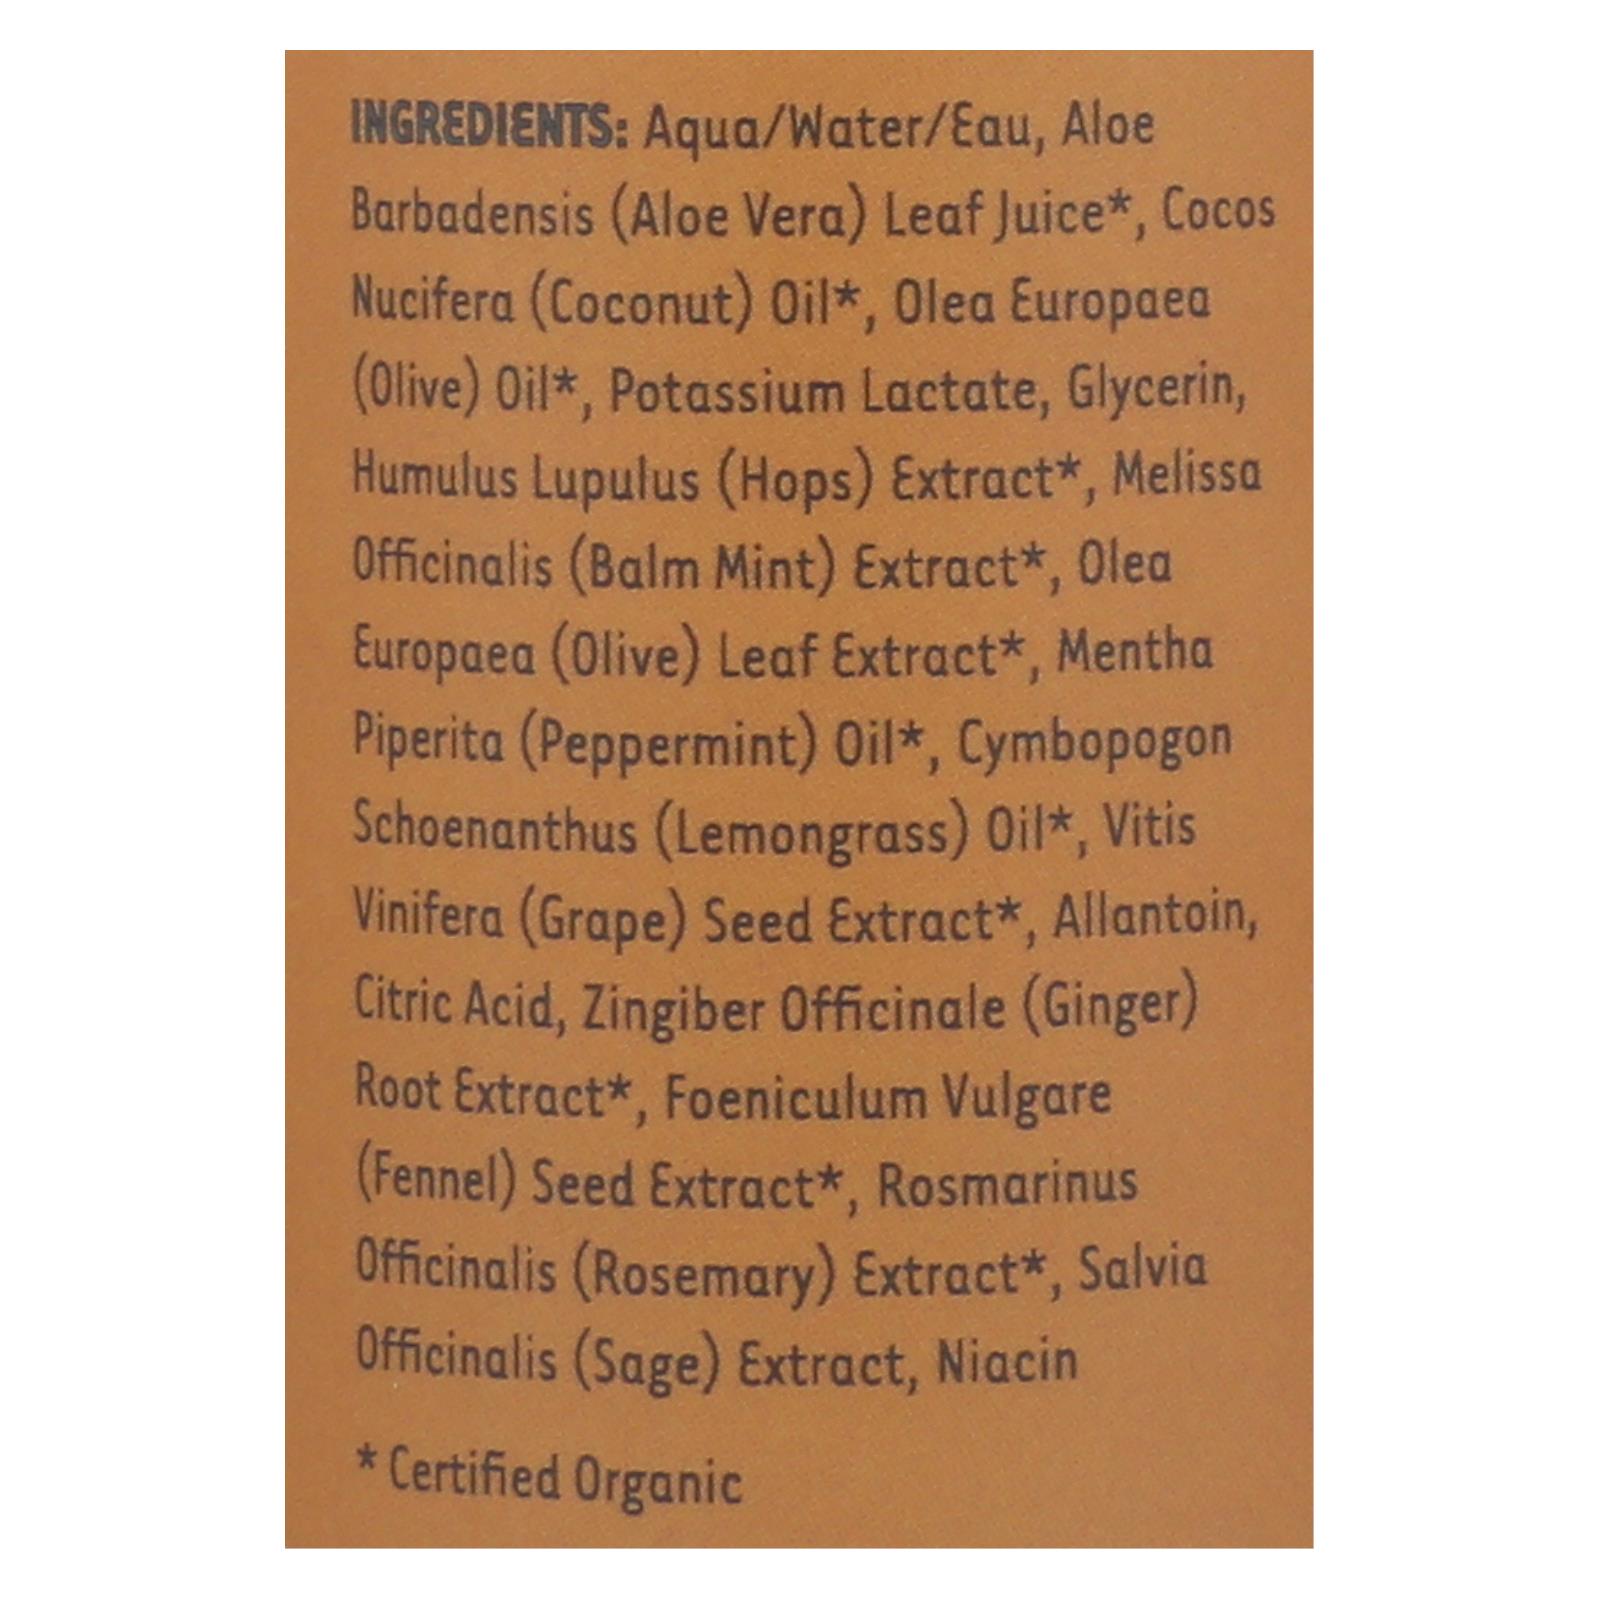 INGREDIENTS: Aqua/Water/Eau, Aloe
Barbadensis (Aloe Vera) Leaf Juice*, Cocos
Nucifera (Coconut) Oil*, Olea Europaea
(Olive) Oil*, Potassium Lactate, Glycerin,
Humulus Lupulus (Hops) Extract*, Melissa
Officinalis (Balm Mint) Extract*, Olea
Europaea (Olive) Leaf Extract*, Mentha
Piperita (Peppermint) Oil*, Cymbopogon
Schoenanthus (Lemongrass) Oil*, Vitis
Vinifera (Grape) Seed Extract*, Allantoin,
Citric Acid, Zingiber Officinale (Ginger)
Root Extract*, Foeniculum Vulgare
(Fennel) Seed Extract*, Rosmarinus
Officinalis (Rosemary) Extract*, Salvia
Officinalis (Sage) Extract, Niacin
* Certified Organic